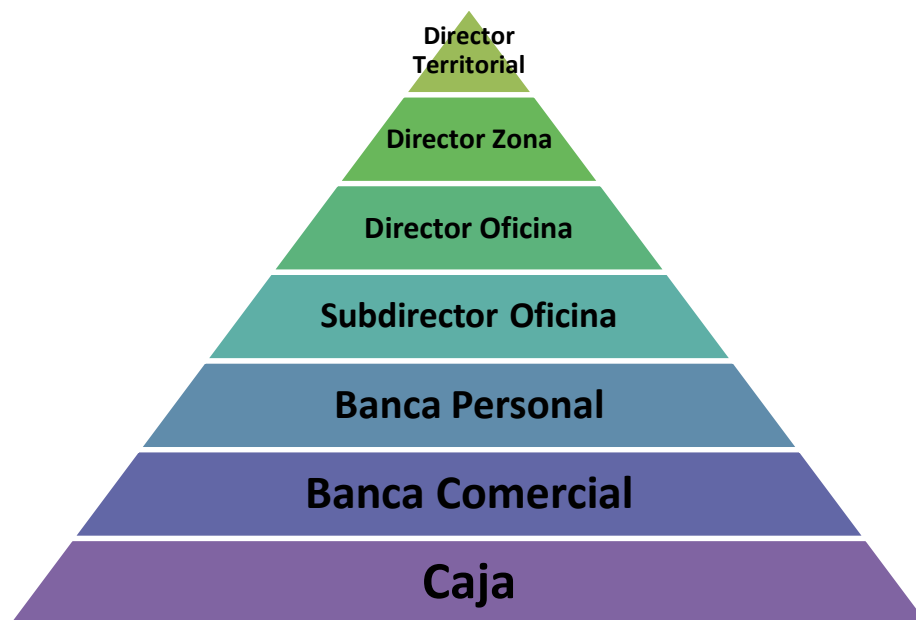 Director
Territorial
Director Zona
Director Oficina
Subdirector Oficina
Banca Personal
Banca Comercial
Caja